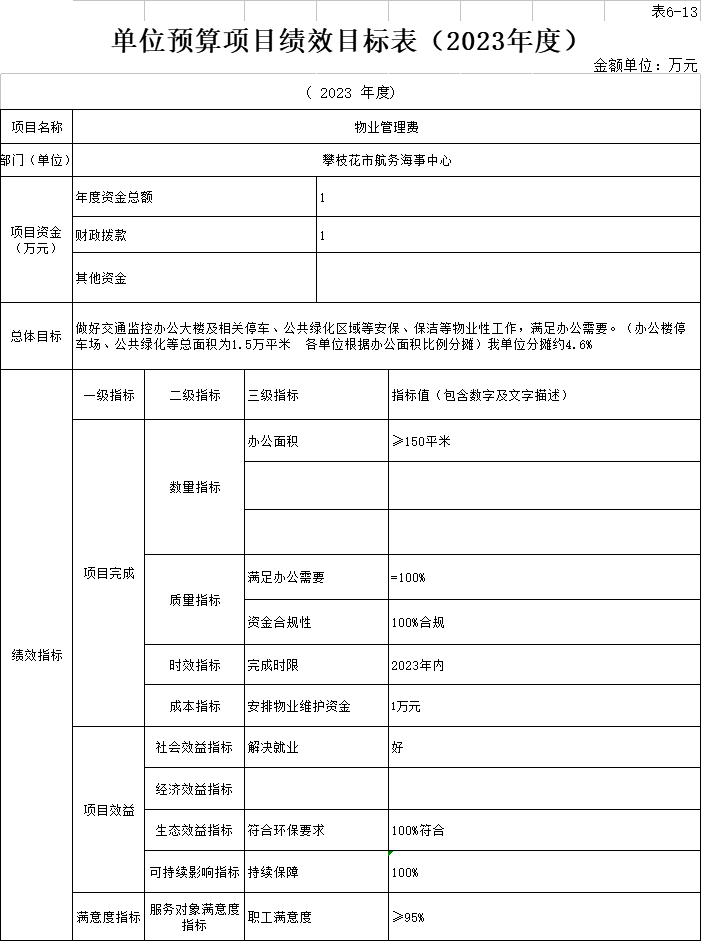 表6-13
单位预算项目绩效目标表（2023年度）
金额单位：万元
( 2023 年度)
项目名称 物业管理费
部门（单位） 攀枝花市航务海事中心
项目资金
（万元）
年度资金总额 1
财政拨款 1
其他资金
总体目标
做好交通监控办公大楼及相关停车、公共绿化区域等安保、保洁等物业性工作，满足办公需要。（办公楼停
车场、公共绿化等总面积为1.5万平米 各单位根据办公面积比例分摊）我单位分摊约4.6%
绩效指标
一级指标 二级指标 三级指标 指标值（包含数字及文字描述）
项目完成
数量指标
办公面积 ≥150平米
质量指标
满足办公需要 =100%
资金合规性 100%合规
时效指标 完成时限 2023年内
成本指标 安排物业维护资金 1万元
项目效益
社会效益指标 解决就业 好
经济效益指标
生态效益指标 符合环保要求 100%符合
可持续影响指标 持续保障 100%
满意度指标
服务对象满意度
指标
职工满意度 ≥95%